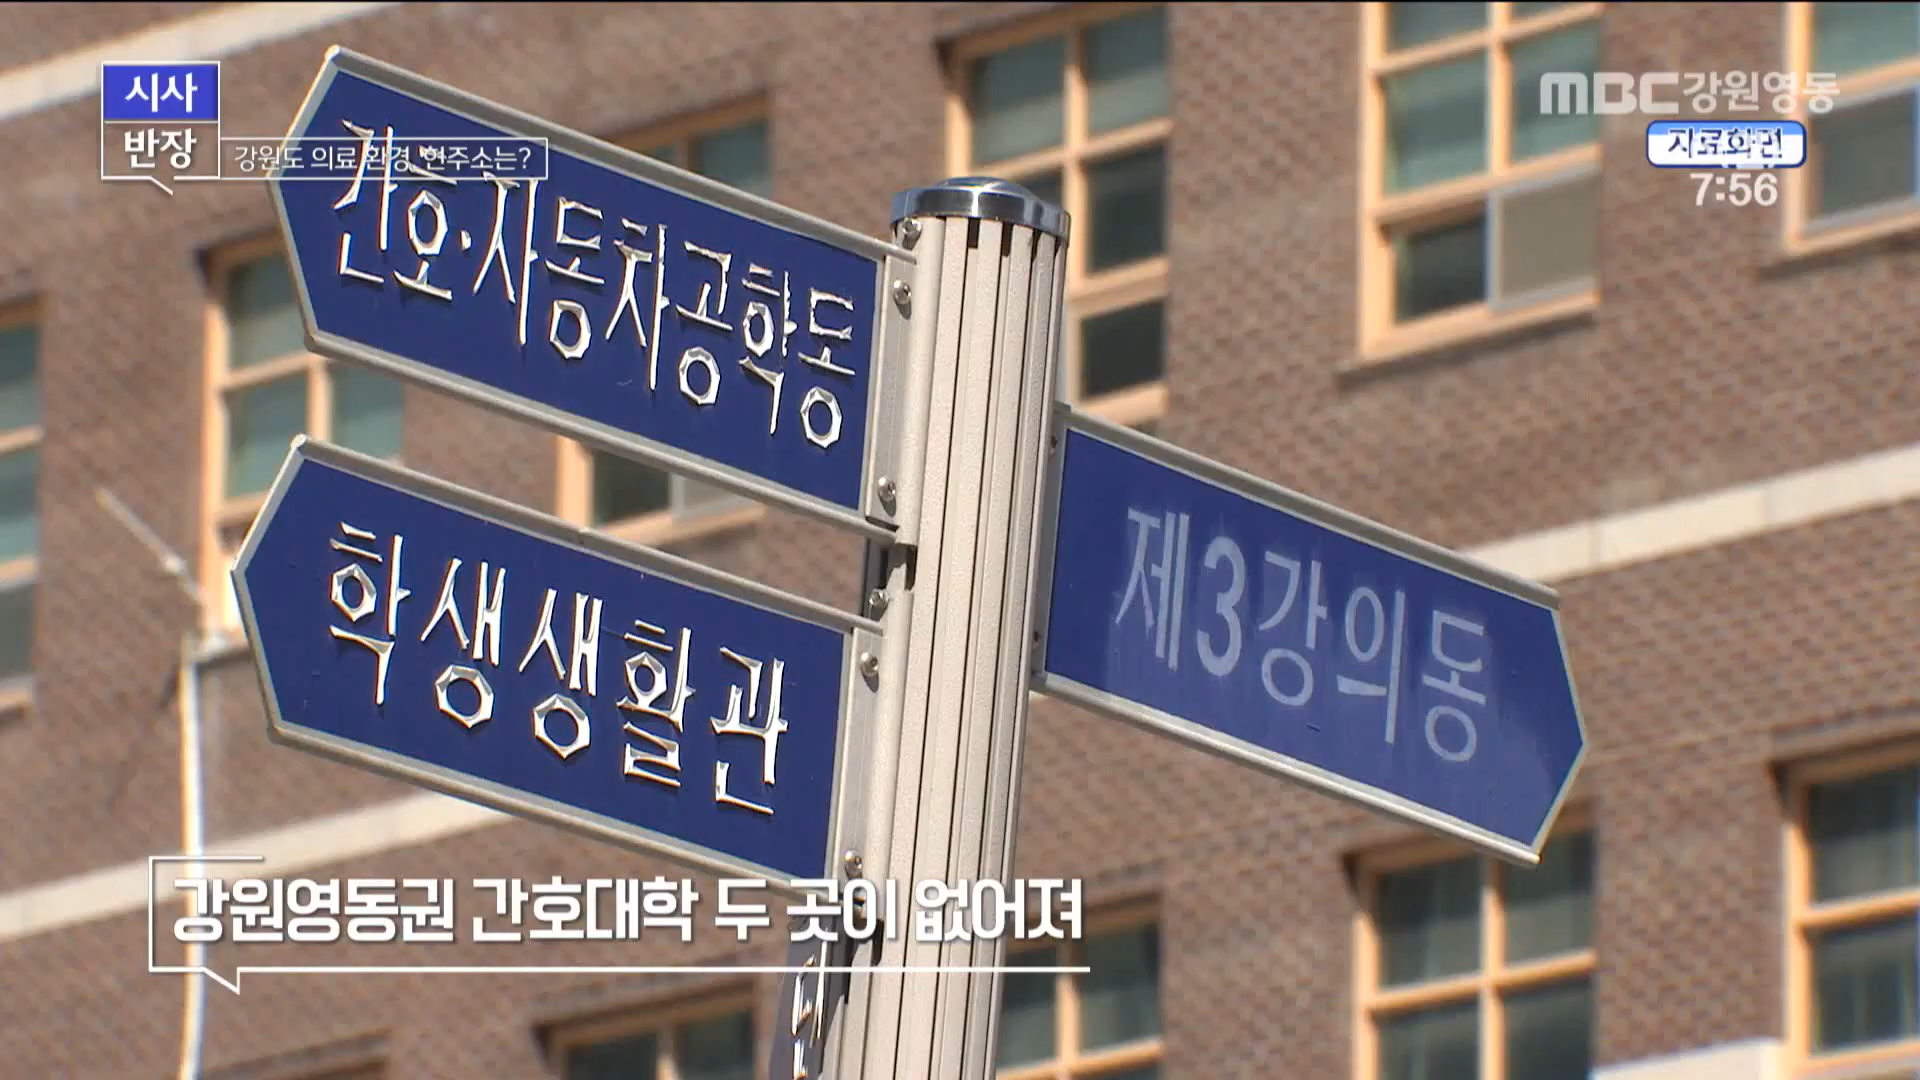 시사
반장
강원도 의료 환경, 현주소는?
MBC강원영동
자료화면
7:56
간호·자동차공학동
학생생활관
제3강의동
강원영동권 간호대학 두 곳이 없어져